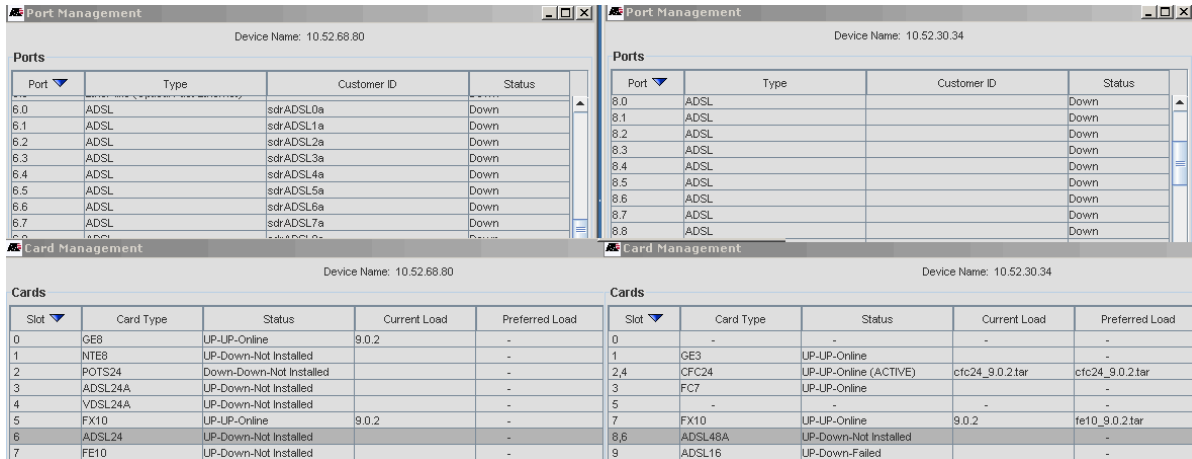 Port Management
Device Name: 10.52.68.80
Ports
Port Type Customer ID Status
6.0 ADSL sdrADSL0a Down
6.1 ADSL sdrADSL1a Down
6.2 ADSL sdrADSL2a Down
6.3 ADSL sdrADSL3a Down
6.4 ADSL sdrADSL4a Down
6.5 ADSL sdrADSL5a Down
6.6 ADSL sdrADSL6a Down
6.7 ADSL sdrADSL7a Down
Port Management
Device Name: 10.52.30.34
Ports
Port Type Customer ID Status
8.0 ADSL Down
8.1 ADSL Down
8.2 ADSL Down
8.3 ADSL Down
8.4 ADSL Down
8.5 ADSL Down
8.6 ADSL Down
8.7 ADSL Down
8.8 ADSL Down
Card Management
Device Name: 10.52.68.80
Cards
Slot Card Type Status Current Load Preferred Load
0 GE8 UP-UP-Online 9.0.2 -
1 NTE8 UP-Down-Not Installed -
2 POTS24 Down-Down-Not Installed -
3 ADSL24A UP-Down-Not Installed -
4 VDSL24A UP-Down-Not Installed -
5 FX10 UP-UP-Online 9.0.2 -
6 ADSL24 UP-Down-Not Installed -
7 FE10 UP-Down-Not Installed -
Card Management
Device Name: 10.52.30.34
Cards
Slot Card Type Status Current Load Preferred Load
0 - - - -
1 GE3 UP-UP-Online -
2,4 CFC24 UP-UP-Online (ACTIVE) cfc24_9.0.2.tar cfc24_9.0.2.tar
3 FC7 UP-UP-Online -
5 - - - -
7 FX10 UP-UP-Online 9.0.2 fe10_9.0.2.tar
8,6 ADSL48A UP-Down-Not Installed -
9 ADSL16 UP-Down-Failed -